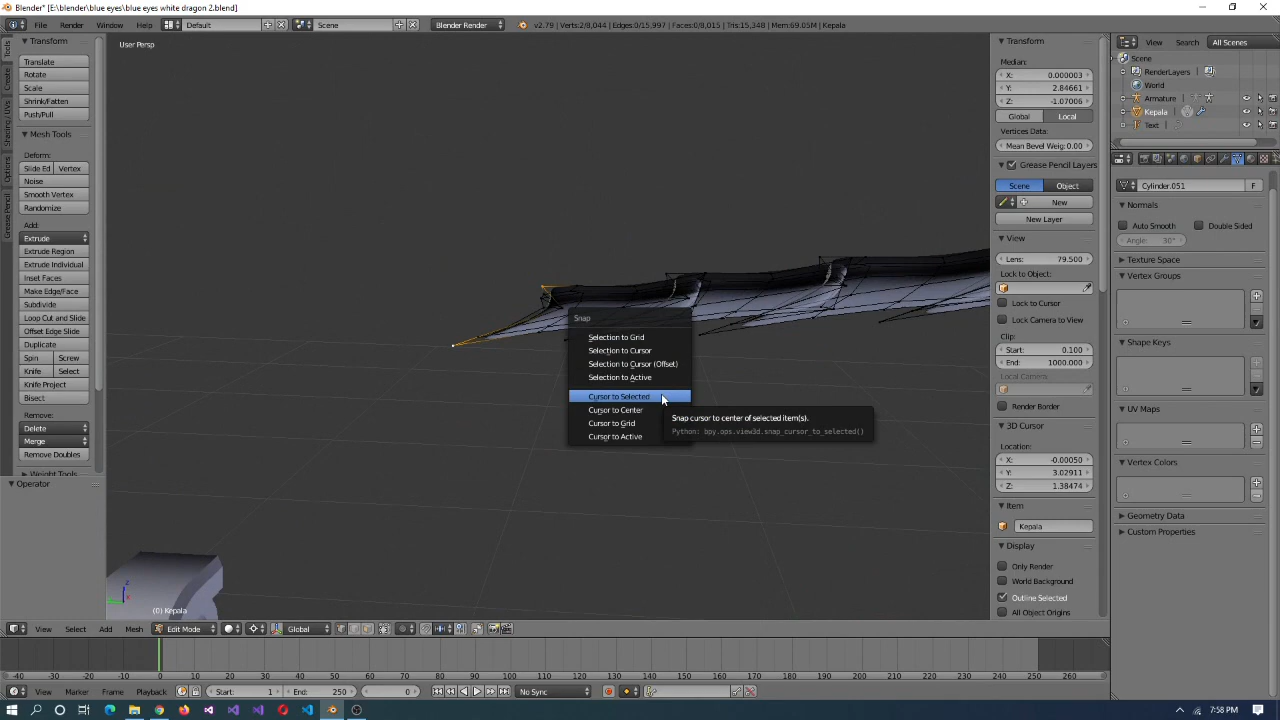 Blender* [E:\blender\blue eyes\blue eyes white dragon 2.blend]
File Render Window Help Default Scene Blender Render v2.79 | Verts:2/8,044 | Edges:0/15,997 | Faces:0/8,015 | Tris:15,348 | Mem:69.05M | Kepala
View Search All Scenes
Transform
Translate
Rotate
Scale
Shrink/Fatten
Push/Pull
Mesh Tools
Deform:
Slide Ed Vertex
Noise
Smooth Vertex
Randomize
Add:
Extrude
Extrude Region
Extrude Individual
Inset Faces
Make Edge/Face
Subdivide
Loop Cut and Slide
Offset Edge Slide
Duplicate
Spin Screw
Knife Select
Knife Project
Bisect
Remove:
Delete
Merge
Remove Doubles
Weight Tools
Operator
Tools
Create
Shading / UVs
Options
Grease Pencil
User Persp
Snap
Selection to Grid
Selection to Cursor
Selection to Cursor (Offset)
Selection to Active
Cursor to Selected
Cursor to Center
Cursor to Grid
Cursor to Active
Snap cursor to center of selected item(s).
Python: bpy.ops.view3d.snap_cursor_to_selected()
(0) Kepala
Transform
Median:
X: 0.000003
Y: 2.84661
Z: -1.07006
Global Local
Vertices Data:
Mean Bevel Weig: 0.00
Grease Pencil Layers
Scene Object
New
New Layer
View
Lens: 79.500
Lock to Object:
Lock to Cursor
Lock Camera to View
Clip:
Start: 0.100
End: 1000.000
Local Camera:
Render Border
3D Cursor
Location:
X: -0.00050
Y: 3.02911
Z: 1.38474
Item
Kepala
Display
Only Render
World Background
Outline Selected
All Object Origins
Scene
RenderLayers
World
Armature
Kepala
Text
Cylinder.051 F
Normals
Auto Smooth Double Sided
Angle: 30°
Texture Space
Vertex Groups
Shape Keys
UV Maps
Vertex Colors
Geometry Data
Custom Properties
View Select Add Mesh Edit Mode Global
-40 -30 -20 -10 0 10 20 30 40 50 60 70 80 90 100 110 120 130 140 150 160 170 180 190 200 210 220 230 240 250 260
View Marker Frame Playback Start: 1 End: 250 0 No Sync
7:58 PM